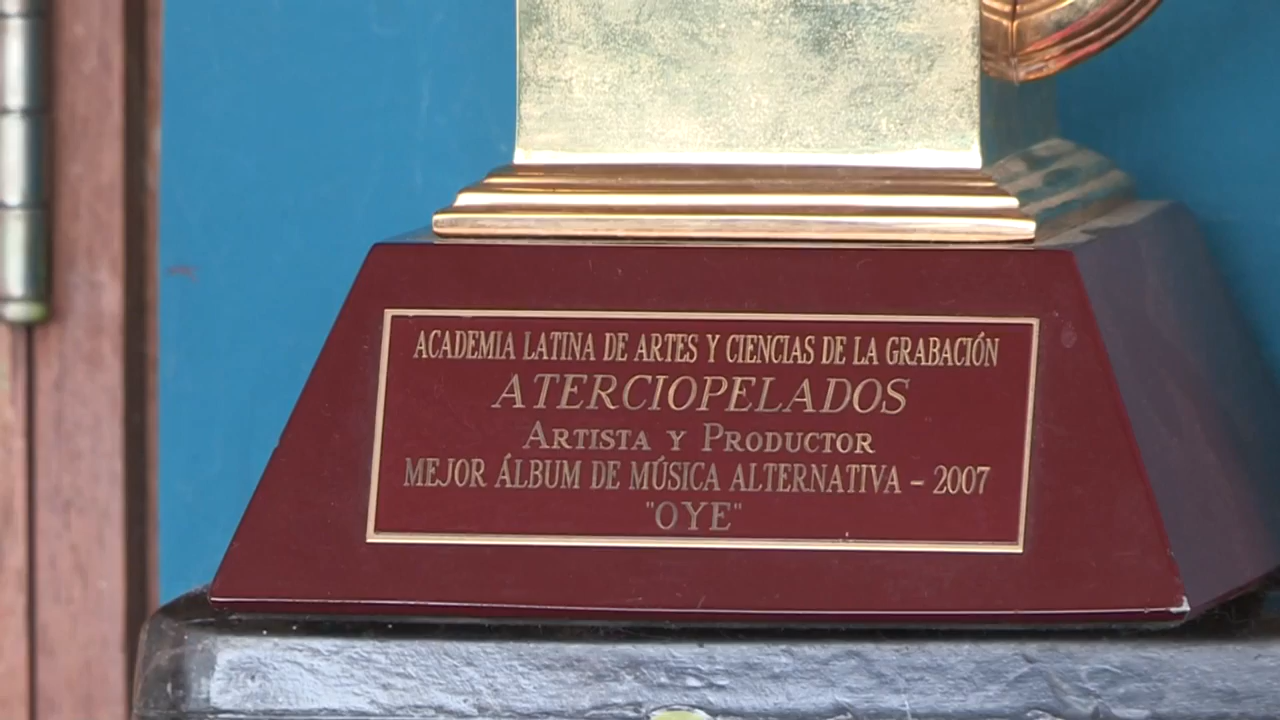 ACADEMIA LATINA DE ARTES Y CIENCIAS DE LA GRABACIÓN
ATERCIOPELADOS
ARTISTA Y PRODUCTOR
MEJOR ÁLBUM DE MÚSICA ALTERNATIVA - 2007
"OYE"